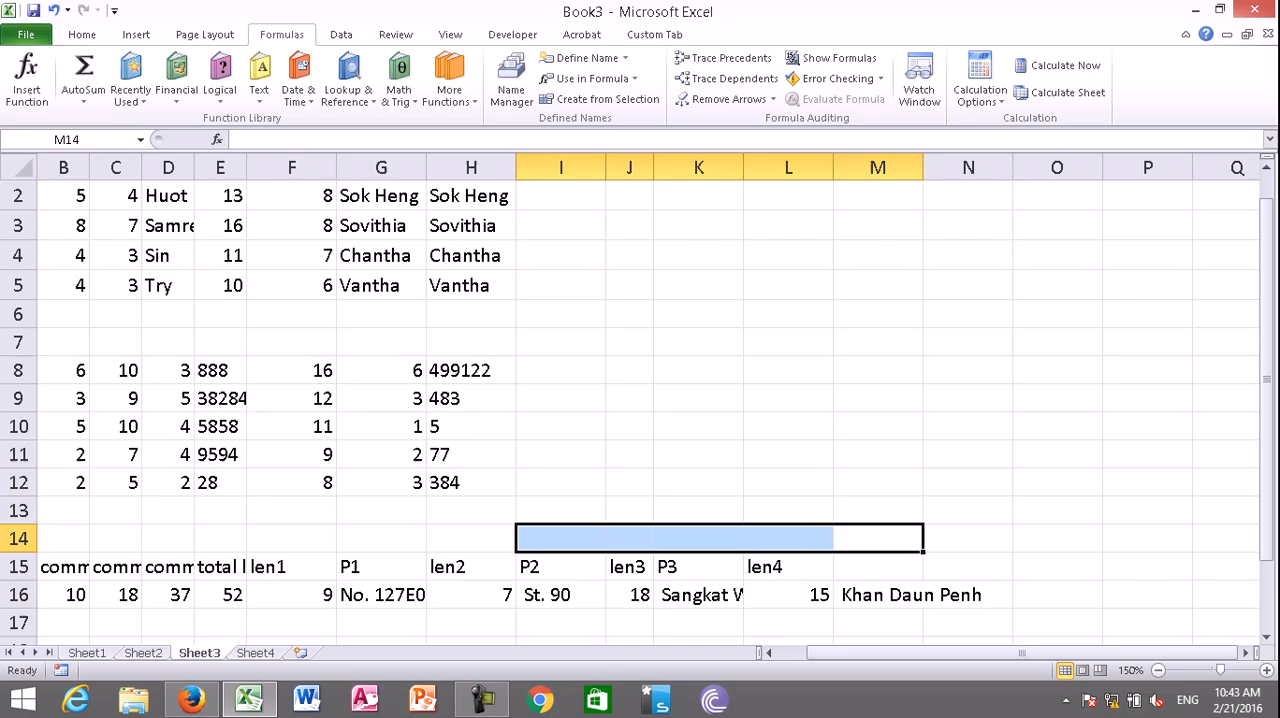 Book3 - Microsoft Excel
File Home Insert Page Layout Formulas Data Review View Developer Acrobat Custom Tab
fx Insert Function
Σ AutoSum
Recently Used
Financial
Logical
Text
Date & Time
Lookup & Reference
Math & Trig
More Functions
Function Library
Name Manager
Define Name
Use in Formula
Create from Selection
Defined Names
Trace Precedents
Trace Dependents
Remove Arrows
Show Formulas
Error Checking
Evaluate Formula
Formula Auditing
Watch Window
Calculation Options
Calculate Now
Calculate Sheet
Calculation
M14 fx
B C D E F G H I J K L M N O P Q
2 5 4 Huot 13 8 Sok Heng Sok Heng
3 8 7 Samre 16 8 Sovithia Sovithia
4 4 3 Sin 11 7 Chantha Chantha
5 4 3 Try 10 6 Vantha Vantha
6
7
8 6 10 3 888 16 6 499122
9 3 9 5 38284 12 3 483
10 5 10 4 5858 11 1 5
11 2 7 4 9594 9 2 77
12 2 5 2 28 8 3 384
13
14
15 comm comm comm total l len1 P1 len2 P2 len3 P3 len4
16 10 18 37 52 9 No. 127E0 7 St. 90 18 Sangkat W 15 Khan Daun Penh
17
Sheet1 Sheet2 Sheet3 Sheet4
Ready 150%
ENG 10:43 AM
2/21/2016